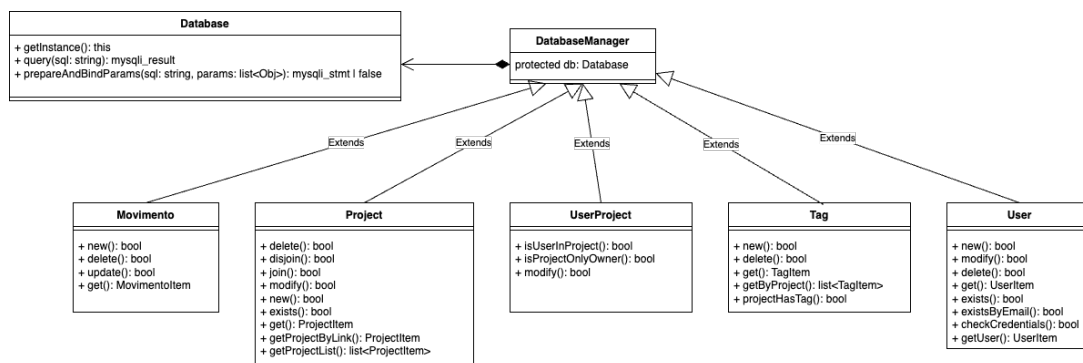 Database
+ getInstance(): this
+ query(sql: string): mysqli_result
+ prepareAndBindParams(sql: string, params: list<Obj>): mysqli_stmt | false
DatabaseManager
protected db: Database
Extends
Extends
Extends
Extends
Extends
Movimento
+ new(): bool
+ delete(): bool
+ update(): bool
+ get(): MovimentoItem
Project
+ delete(): bool
+ disjoin(): bool
+ join(): bool
+ modify(): bool
+ new(): bool
+ exists(): bool
+ get(): ProjectItem
+ getProjectByLink(): ProjectItem
+ getProjectList(): list<ProjectItem>
UserProject
+ isUserInProject(): bool
+ isProjectOnlyOwner(): bool
+ modify(): bool
Tag
+ new(): bool
+ delete(): bool
+ get(): TagItem
+ getByProject(): list<TagItem>
+ projectHasTag(): bool
User
+ new(): bool
+ modify(): bool
+ delete(): bool
+ get(): UserItem
+ exists(): bool
+ existsByEmail(): bool
+ checkCredentials(): bool
+ getUser(): UserItem